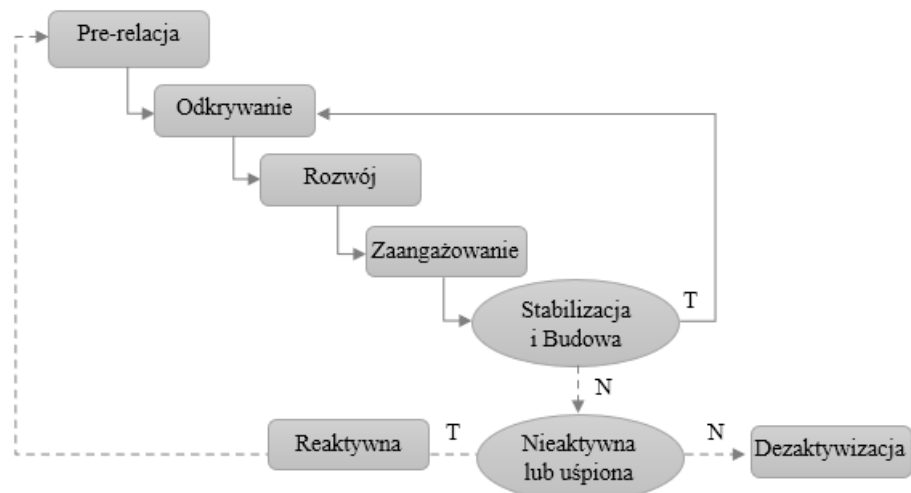 Pre-relacja
Odkrywanie
Rozwój
Zaangażowanie
Stabilizacja
i Budowa
T
N
Reaktywna
T
Nieaktywna
lub uśpiona
N
Dezaktywizacja